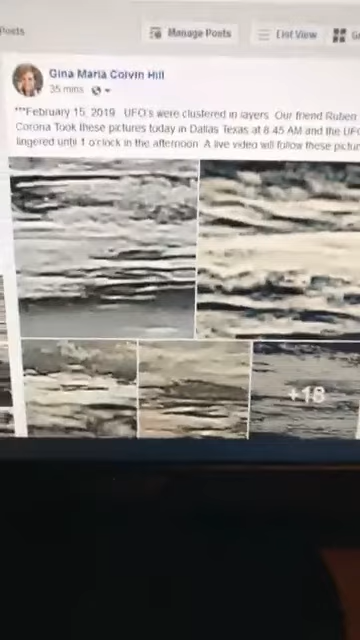 Posts
Manage Posts
List View
Gina Maria Colvin Hill
35 mins
***February 15, 2019 UFO's were clustered in layers Our friend Ruben
Corona Took these pictures today in Dallas Texas at 8:45 AM and the UFO
lingered until 1 o'clock in the afternoon A live video will follow these
+18